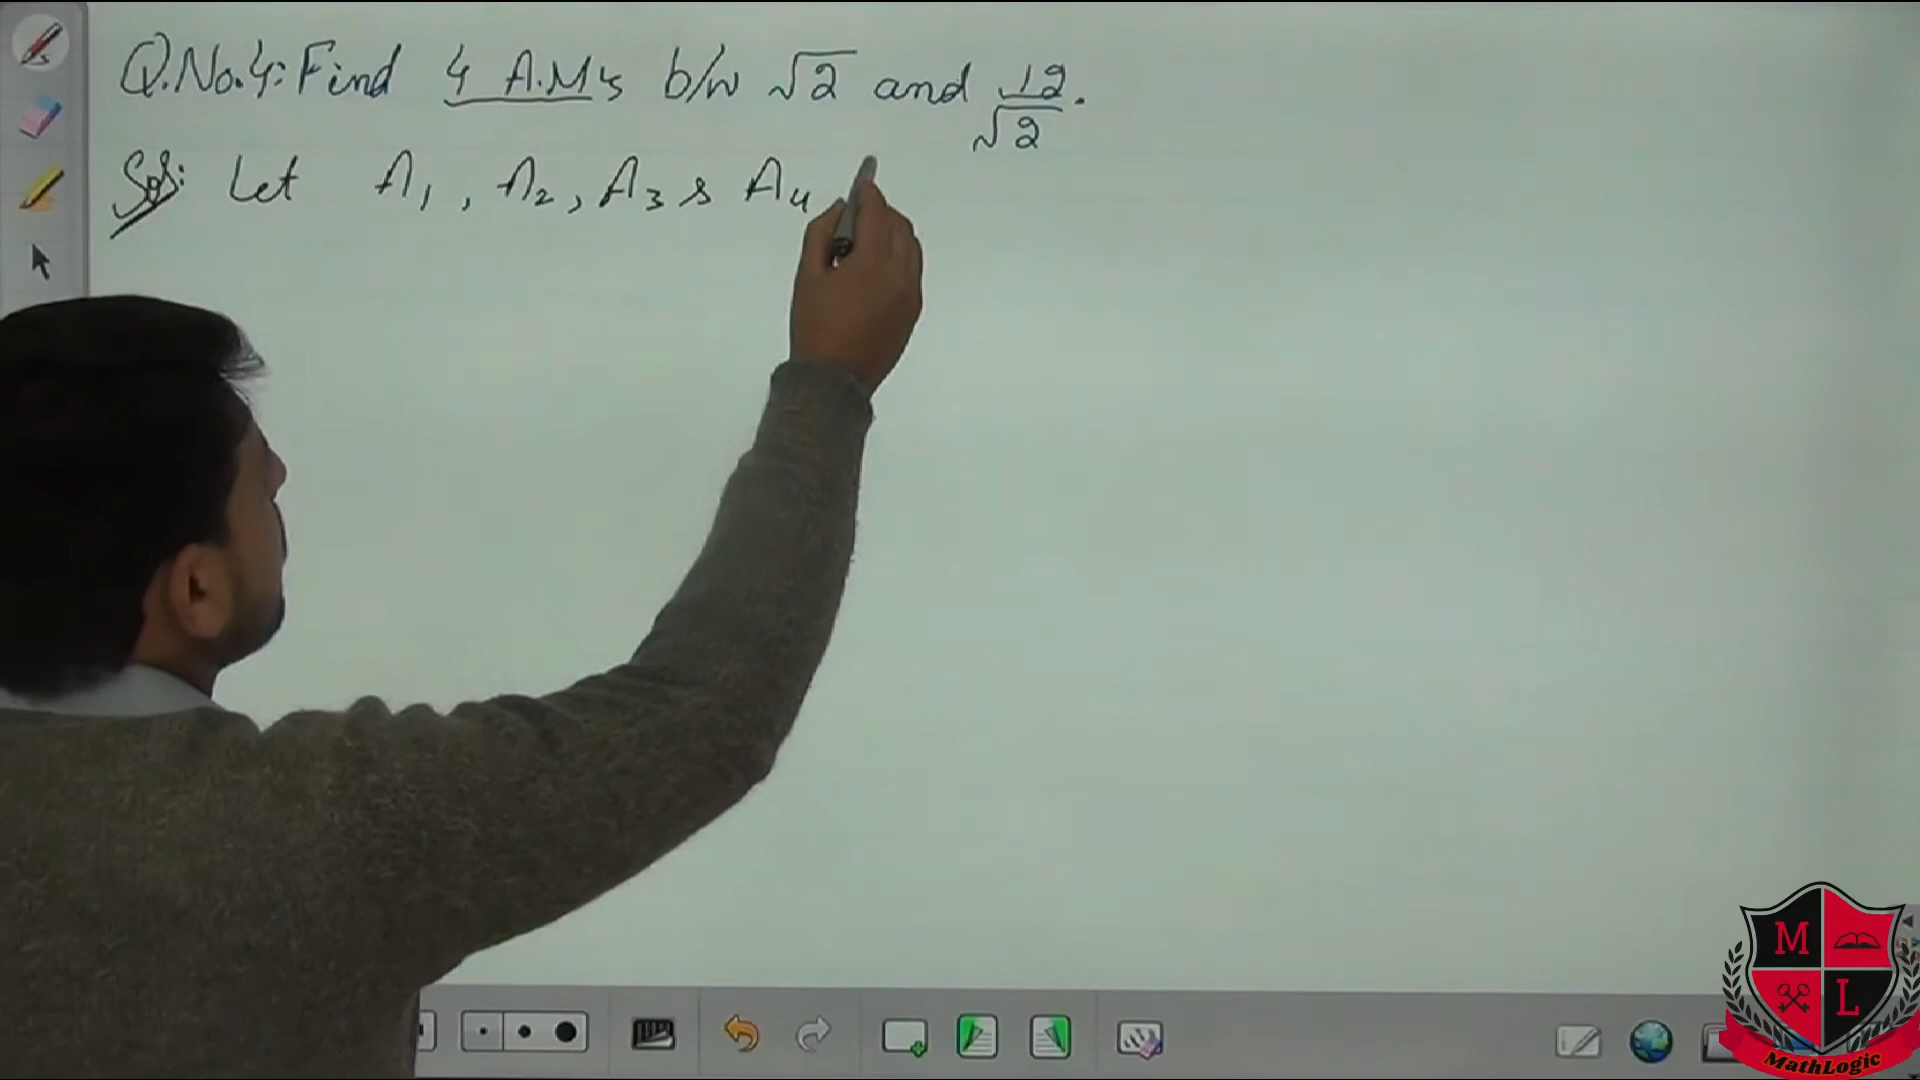 Q.No.4: Find 4 A.Ms b/w √2 and 12/√2.
Sol: Let A₁, A₂, A₃ & A₄
M
L
MathLogic